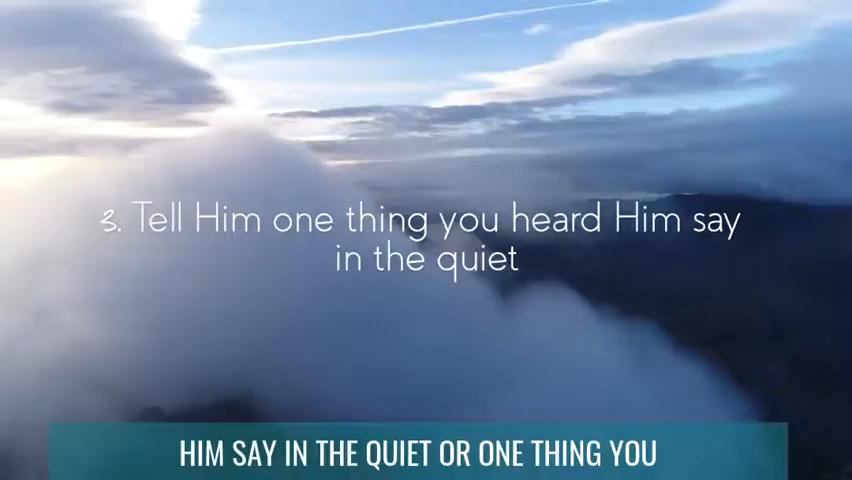 3. Tell Him one thing you heard Him say
in the quiet
HIM SAY IN THE QUIET OR ONE THING YOU